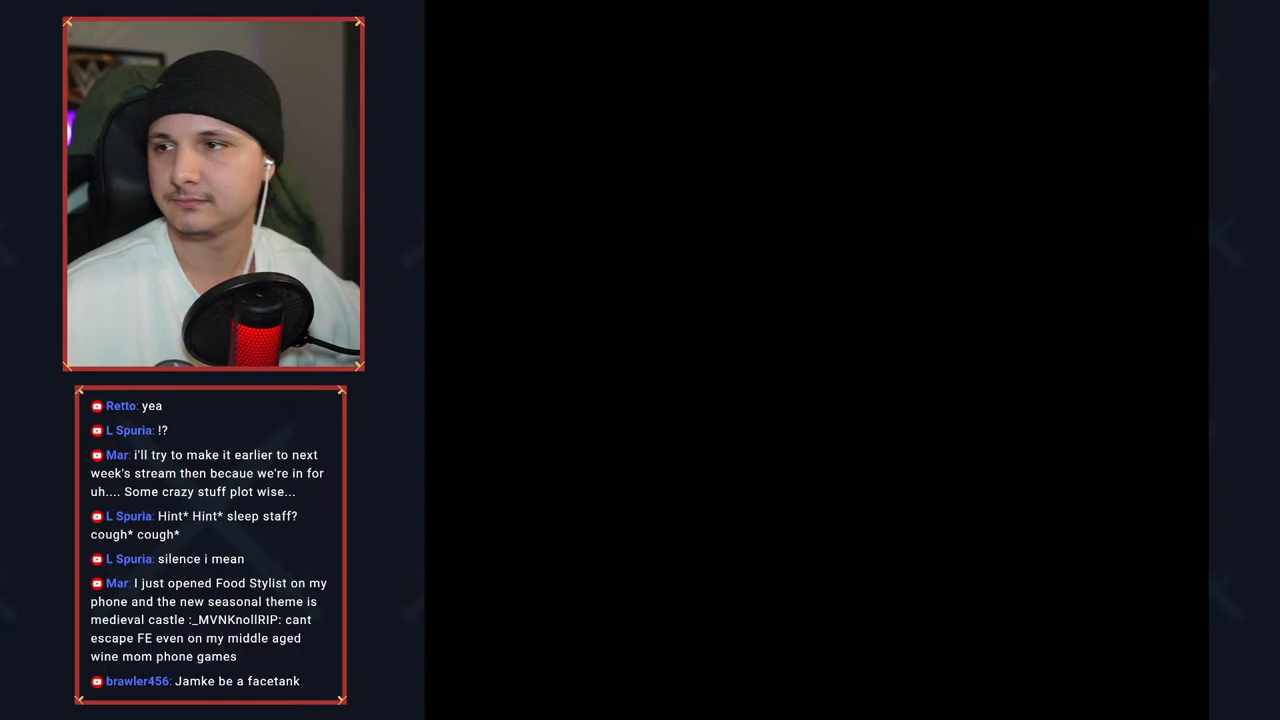 Retto: yea
L Spuria: !?
Mar: i'll try to make it earlier to next
week's stream then becaue we're in for
uh.... Some crazy stuff plot wise...
L Spuria: Hint* Hint* sleep staff?
cough* cough*
L Spuria: silence i mean
Mar: I just opened Food Stylist on my
phone and the new seasonal theme is
medieval castle :_MVNKnollRIP: cant
escape FE even on my middle aged
wine mom phone games
brawler456: Jamke be a facetank